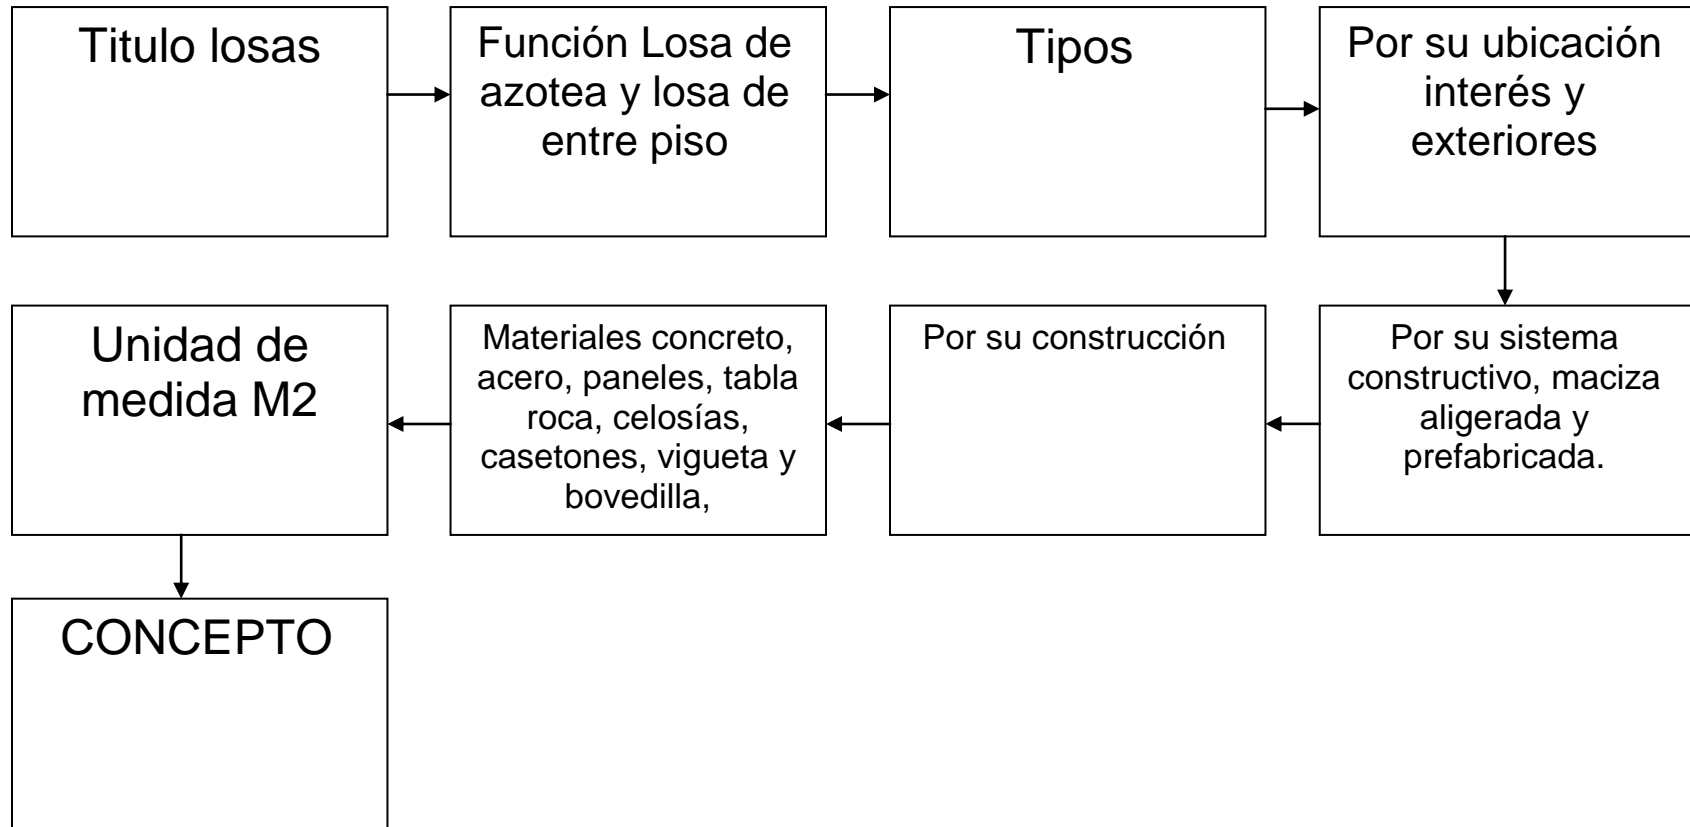 Titulo losas
Función Losa de
azotea y losa de
entre piso
Tipos
Por su ubicación
interés y
exteriores
Por su sistema
constructivo, maciza
aligerada y
prefabricada.
Por su construcción
Materiales concreto,
acero, paneles, tabla
roca, celosías,
casetones, vigueta y
bovedilla,
Unidad de
medida M2
CONCEPTO